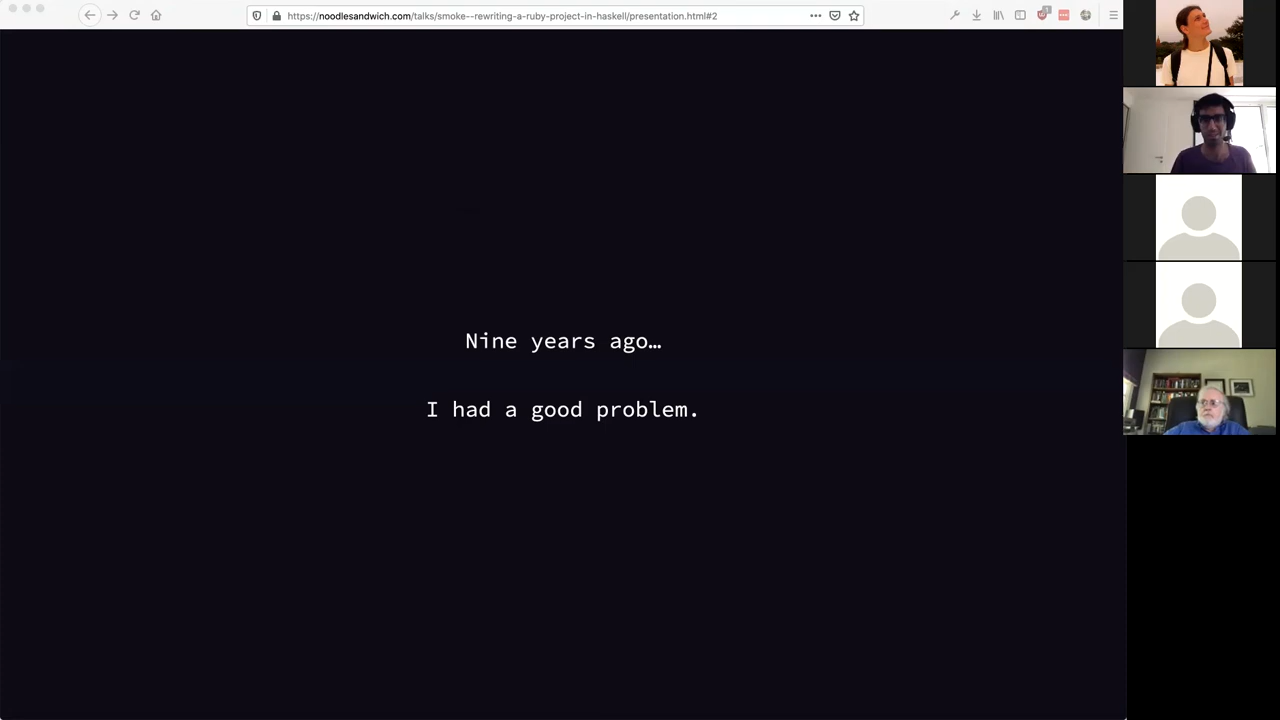 https://noodlesandwich.com/talks/smoke--rewriting-a-ruby-project-in-haskell/presentation.html#2
Nine years ago…
I had a good problem.